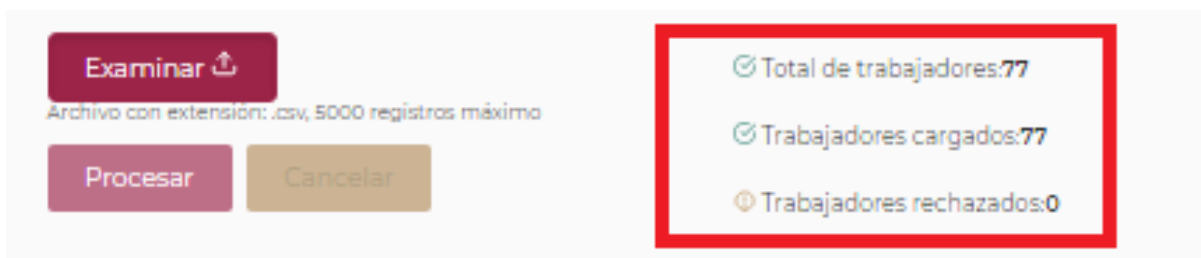 Examinar
Archivo con extensión: .csv, 5000 registros máximo
Procesar
Cancelar
Total de trabajadores:77
Trabajadores cargados:77
Trabajadores rechazados:0